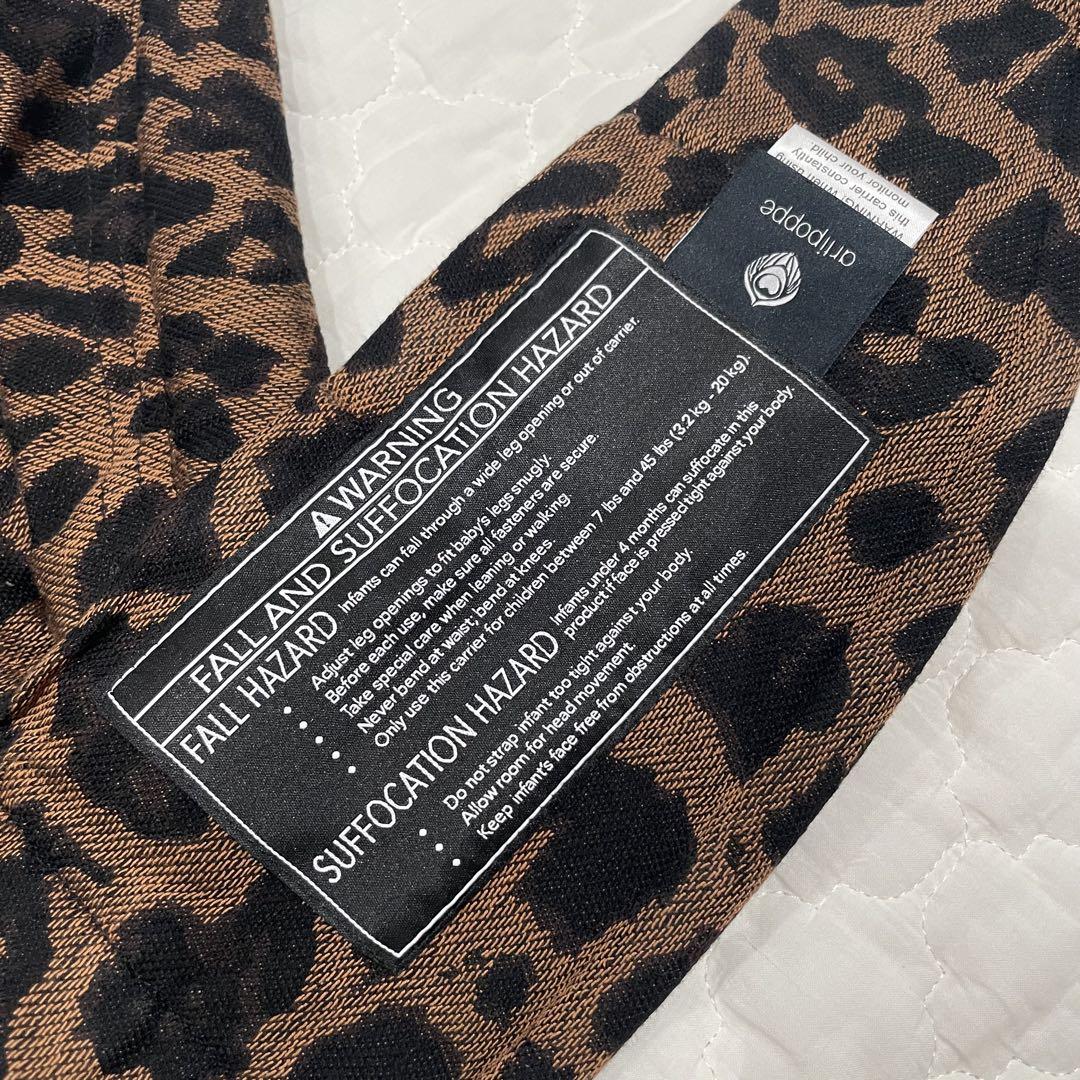 WARNING: When using
this carrier constantly
monitor your child.
artipoppe
WARNING
FALL AND SUFFOCATION HAZARD
FALL HAZARD Infants can fall through a wide leg opening or out of carrier.
• Adjust leg openings to fit baby's legs snugly.
• Before each use, make sure all fasteners are secure.
• Take special care when leaning or walking
• Never bend at waist; bend at knees.
• Only use this carrier for children between 7 lbs and 45 lbs (3.2 kg - 20 kg).
SUFFOCATION HAZARD Infants under 4 months can suffocate in this
product if face is pressed tight against your body.
• Do not strap infant too tight against your body.
• Allow room for head movement.
• Keep infant's face free from obstructions at all times.